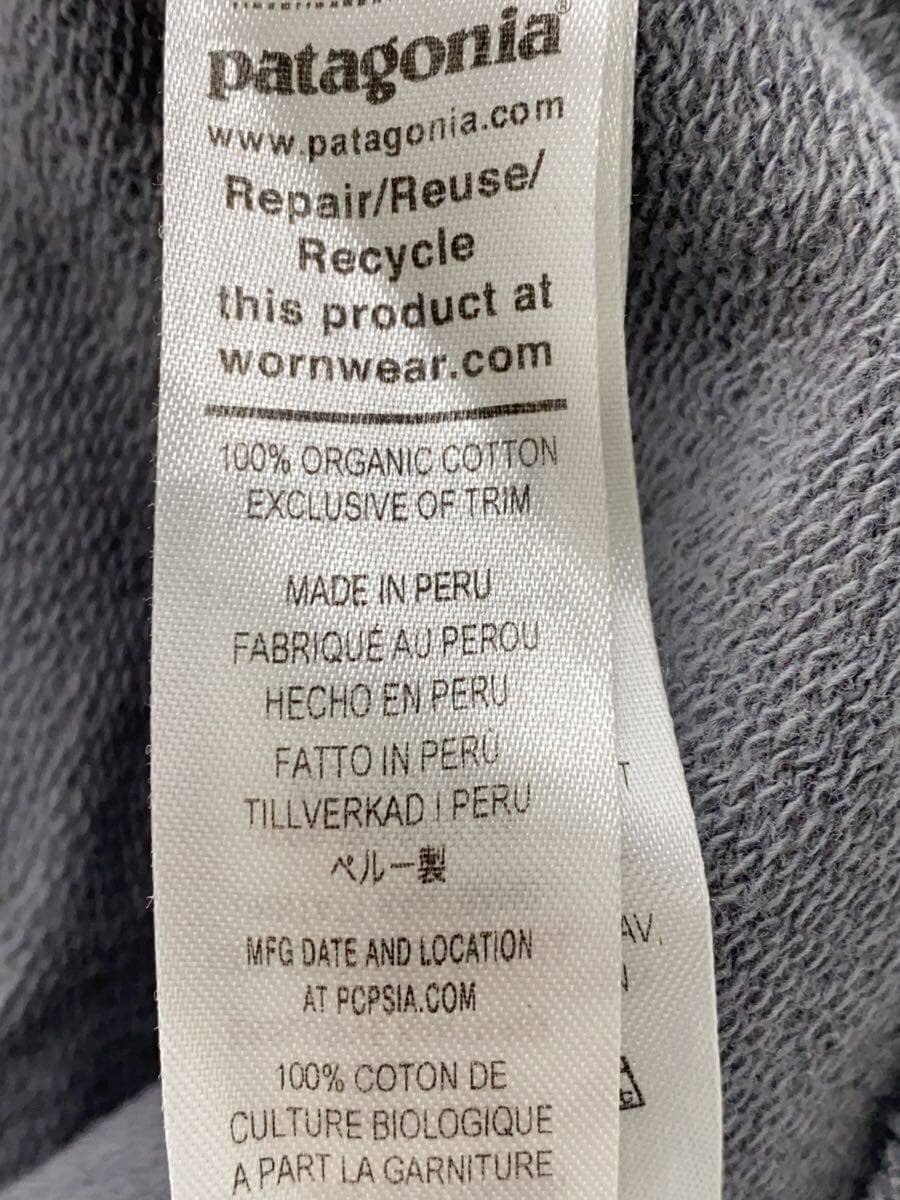 patagonia®
www.patagonia.com
Repair/Reuse/
Recycle
this product at
wornwear.com
100% ORGANIC COTTON
EXCLUSIVE OF TRIM
MADE IN PERU
FABRIQUÉ AU PEROU
HECHO EN PERU
FATTO IN PERÙ
TILLVERKAD I PERU
ペルー製
MFG DATE AND LOCATION
AT PCPSIA.COM
100% COTON DE
CULTURE BIOLOGIQUE
A PART LA GARNITURE